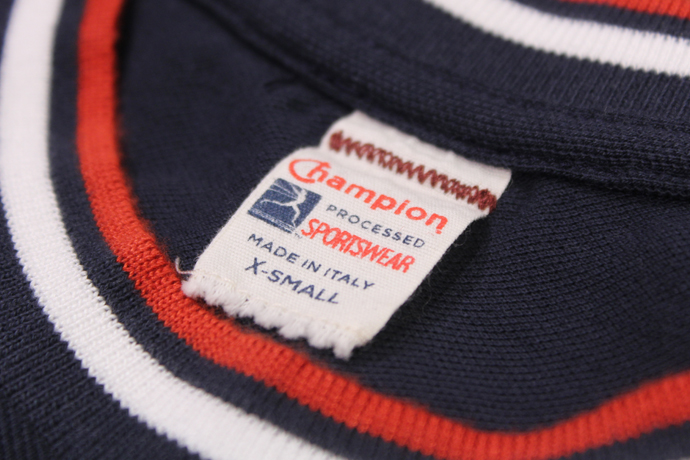 Champion
PROCESSED
SPORTSWEAR
MADE IN ITALY
X-SMALL